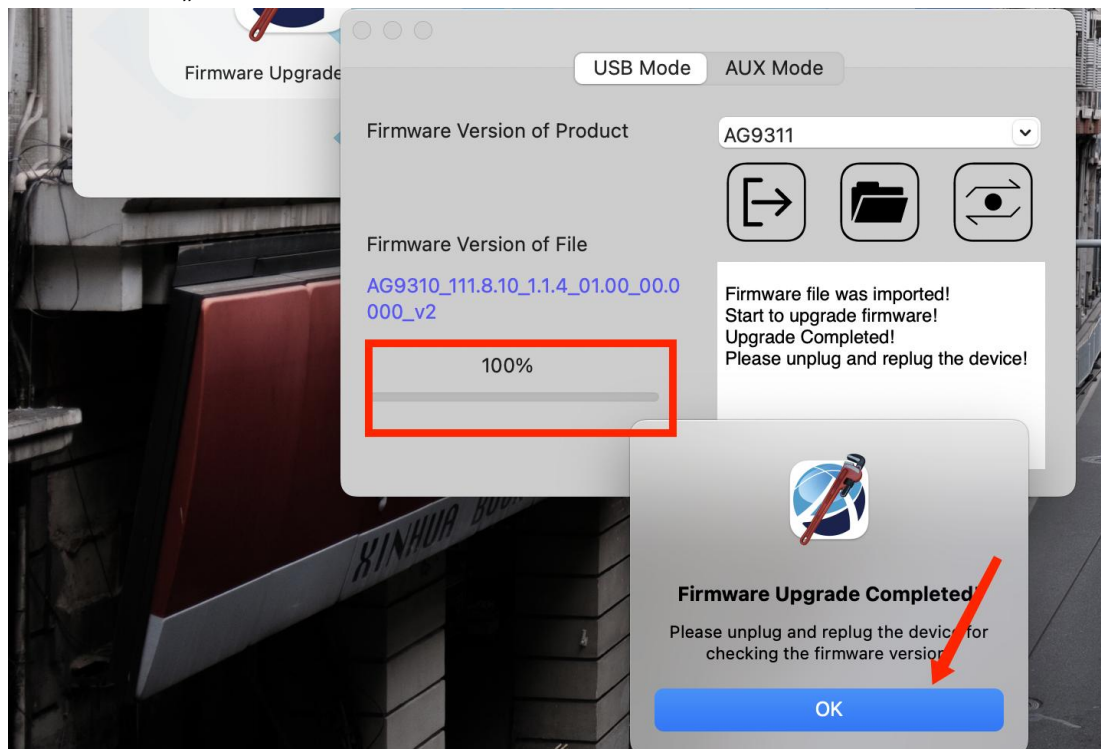 Firmware Upgrade
USB Mode
AUX Mode
Firmware Version of Product
AG9311
Firmware Version of File
AG9310_111.8.10_1.1.4_01.00_00.0
000_v2
100%
Firmware file was imported!
Start to upgrade firmware!
Upgrade Completed!
Please unplug and replug the device!
XINHUA
Firmware Upgrade Completed!
Please unplug and replug the device for
checking the firmware version
OK